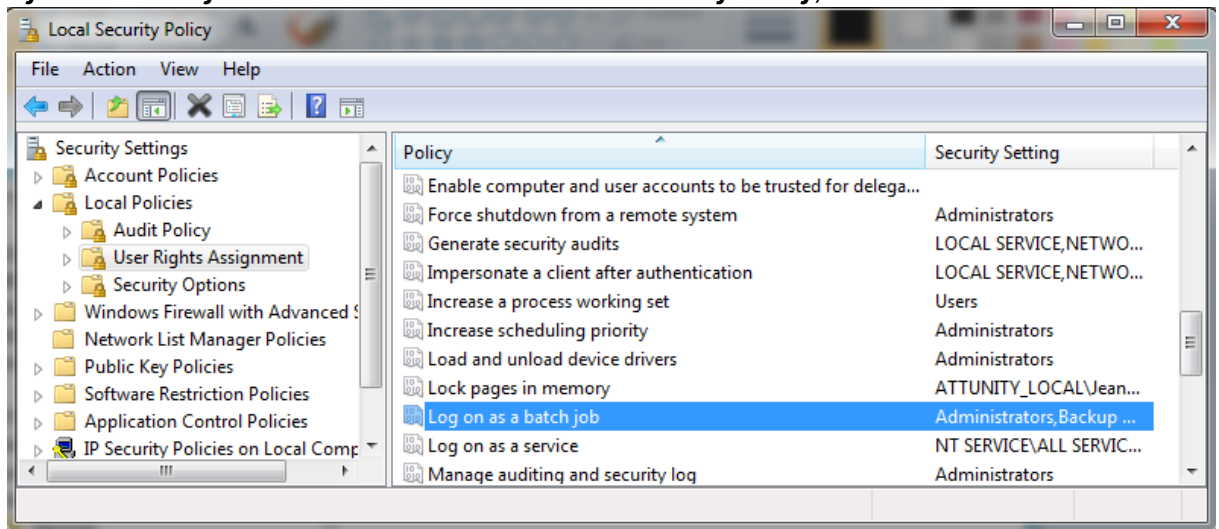 Local Security Policy
File Action View Help
Security Settings
Account Policies
Local Policies
Audit Policy
User Rights Assignment
Security Options
Windows Firewall with Advanced
Network List Manager Policies
Public Key Policies
Software Restriction Policies
Application Control Policies
IP Security Policies on Local Comp
Policy Security Setting
Enable computer and user accounts to be trusted for delega...
Force shutdown from a remote system Administrators
Generate security audits LOCAL SERVICE,NETWO...
Impersonate a client after authentication LOCAL SERVICE,NETWO...
Increase a process working set Users
Increase scheduling priority Administrators
Load and unload device drivers Administrators
Lock pages in memory ATTUNITY_LOCAL\Jean...
Log on as a batch job Administrators,Backup ...
Log on as a service NT SERVICE\ALL SERVIC...
Manage auditing and security log Administrators